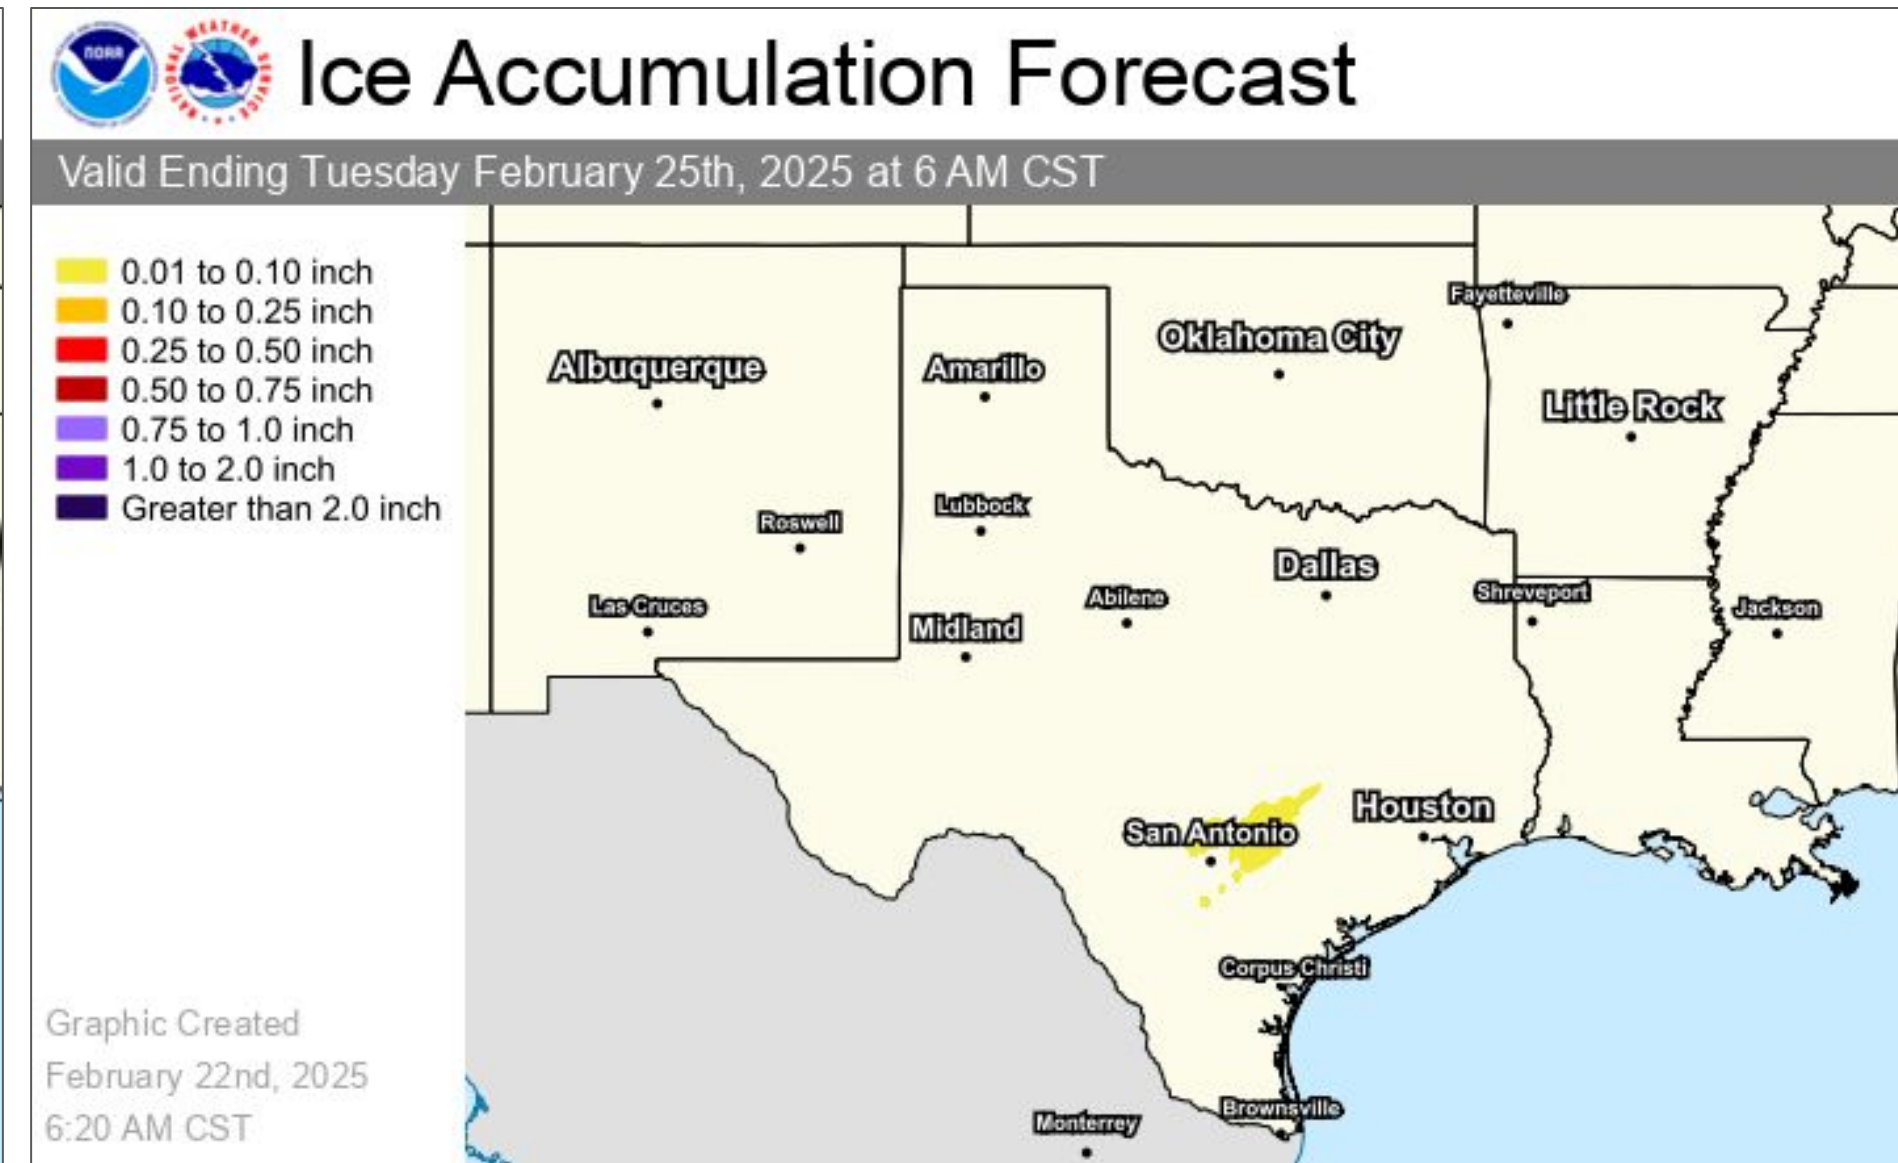 NOAA
NATIONAL WEATHER SERVICE
Ice Accumulation Forecast
Valid Ending Tuesday February 25th, 2025 at 6 AM CST
0.01 to 0.10 inch
0.10 to 0.25 inch
0.25 to 0.50 inch
0.50 to 0.75 inch
0.75 to 1.0 inch
1.0 to 2.0 inch
Greater than 2.0 inch
Fayetteville
Oklahoma City
Albuquerque
Amarillo
Little Rock
Lubbock
Roswell
Dallas
Shreveport
Abilene
Las Cruces
Jackson
Midland
Houston
San Antonio
Corpus Christi
Brownsville
Monterrey
Graphic Created
February 22nd, 2025
6:20 AM CST